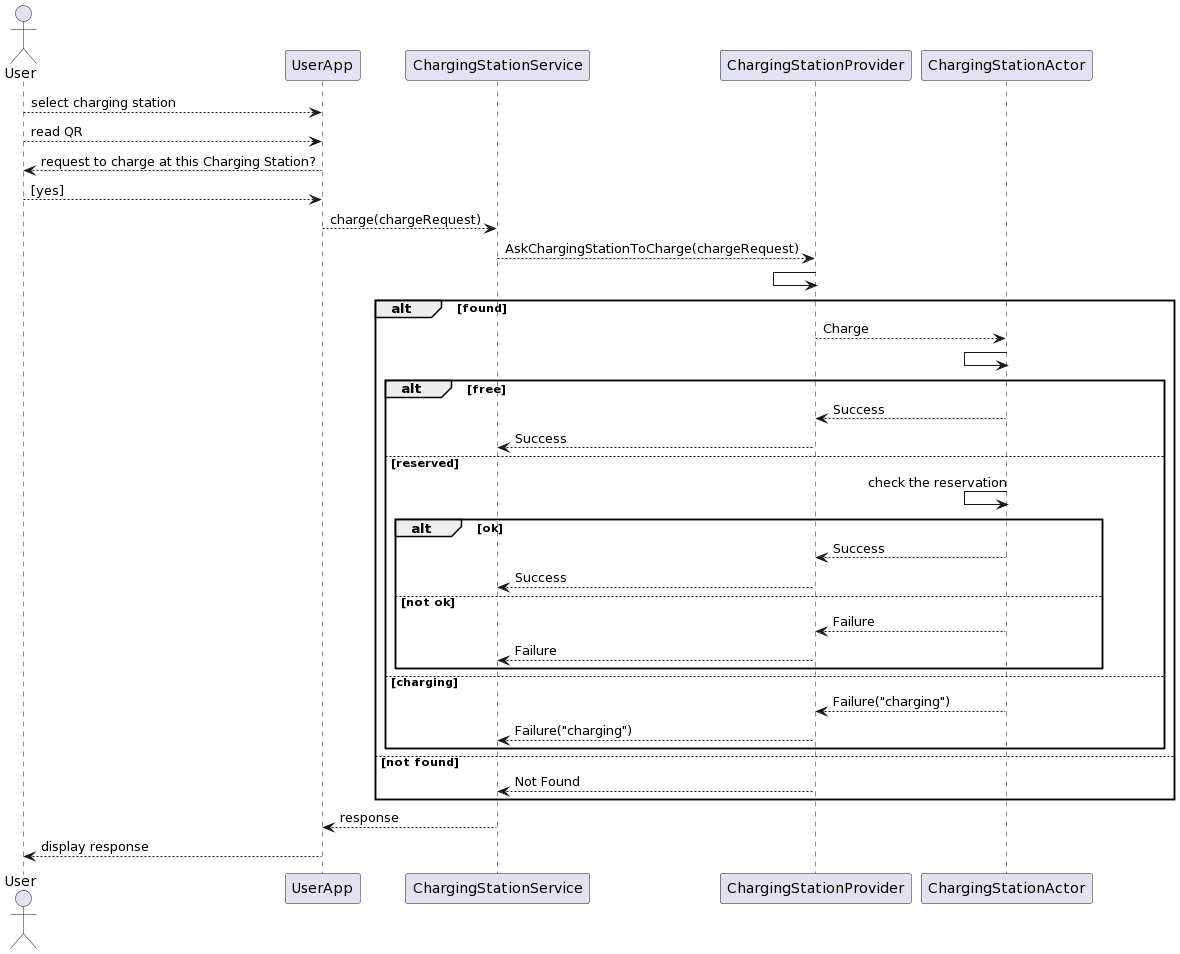 User
UserApp
ChargingStationService
ChargingStationProvider
ChargingStationActor
select charging station
read QR
request to charge at this Charging Station?
[yes]
charge(chargeRequest)
AskChargingStationToCharge(chargeRequest)
alt [found]
Charge
alt [free]
Success
Success
[reserved]
check the reservation
alt [ok]
Success
Success
[not ok]
Failure
Failure
[charging]
Failure("charging")
Failure("charging")
[not found]
Not Found
response
display response
User
UserApp
ChargingStationService
ChargingStationProvider
ChargingStationActor